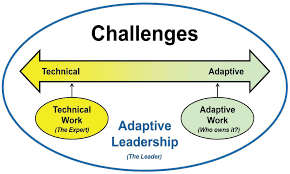 Challenges
Technical
Adaptive
Technical
Work
(The Expert)
Adaptive
Work
(Who owns it?)
Adaptive
Leadership
(The Leader)